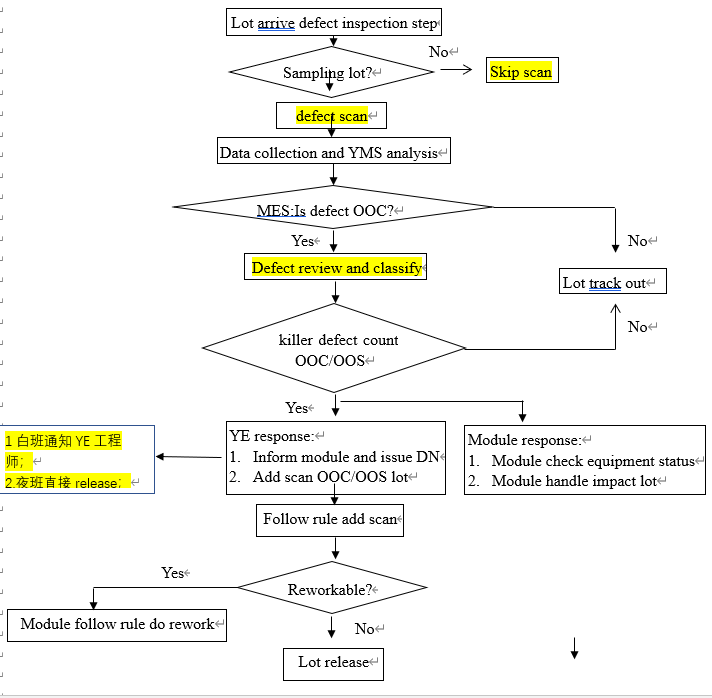 Lot arrive defect inspection step
No
Sampling lot?
Skip scan
defect scan
Data collection and YMS analysis
MES:Is defect OOC?
Yes
No
Defect review and classify
Lot track out
No
killer defect count
OOC/OOS
Yes
1 白班通知 YE 工程
师；
2.夜班直接 release；
YE response:
1. Inform module and issue DN
2. Add scan OOC/OOS lot
Module response:
1. Module check equipment status
2. Module handle impact lot
Follow rule add scan
Yes
Reworkable?
Module follow rule do rework
No
Lot release